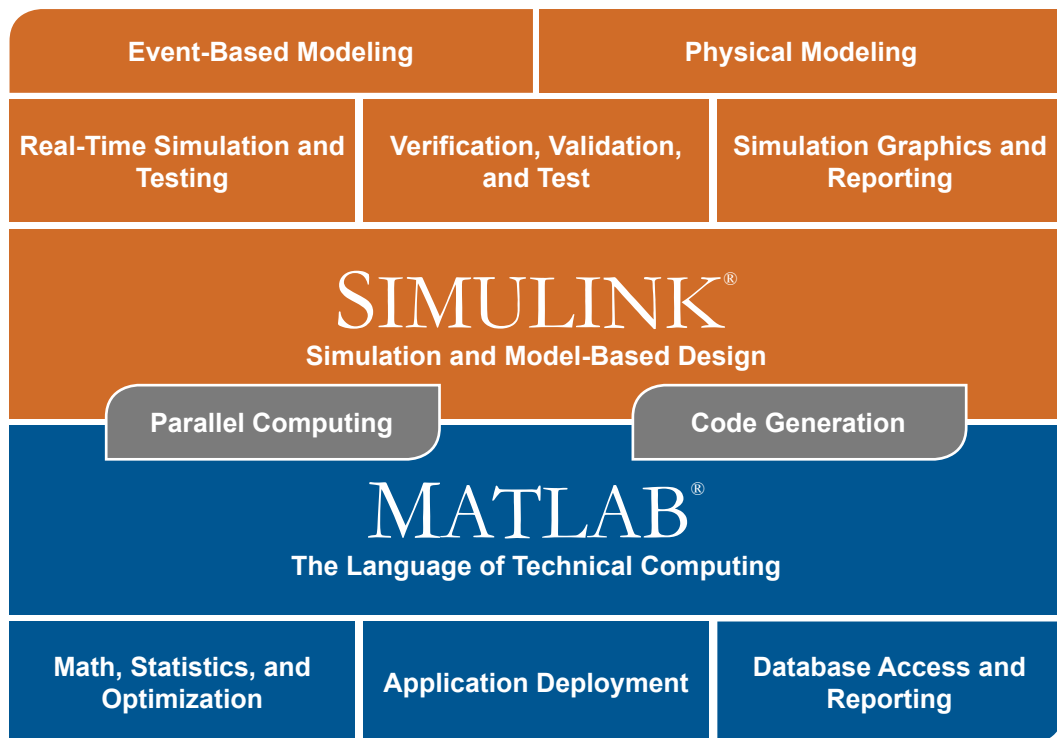 Event-Based Modeling
Physical Modeling
Real-Time Simulation and
Testing
Verification, Validation,
and Test
Simulation Graphics and
Reporting
SIMULINK®
Simulation and Model-Based Design
Parallel Computing
Code Generation
MATLAB®
The Language of Technical Computing
Math, Statistics, and
Optimization
Application Deployment
Database Access and
Reporting